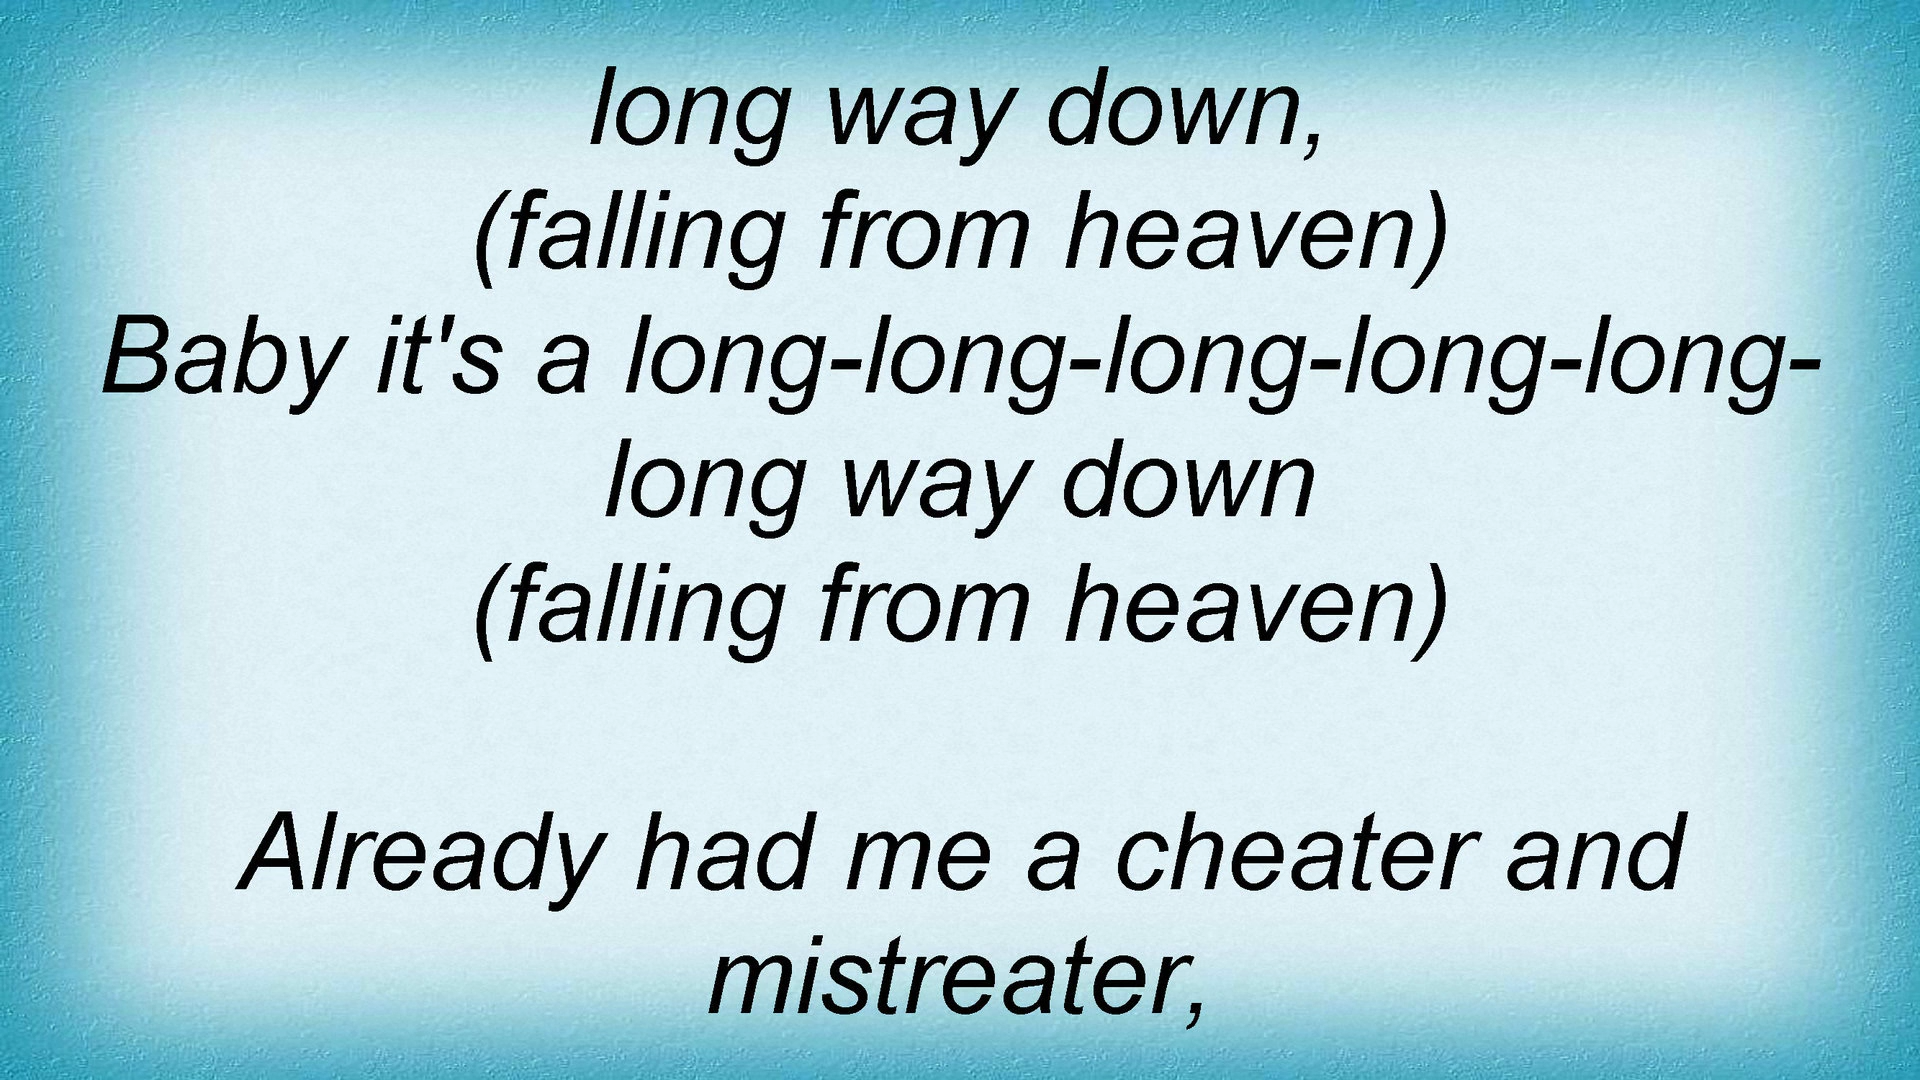 long way down,
(falling from heaven)
Baby it's a long-long-long-long-long-
long way down
(falling from heaven)
Already had me a cheater and
mistreater,